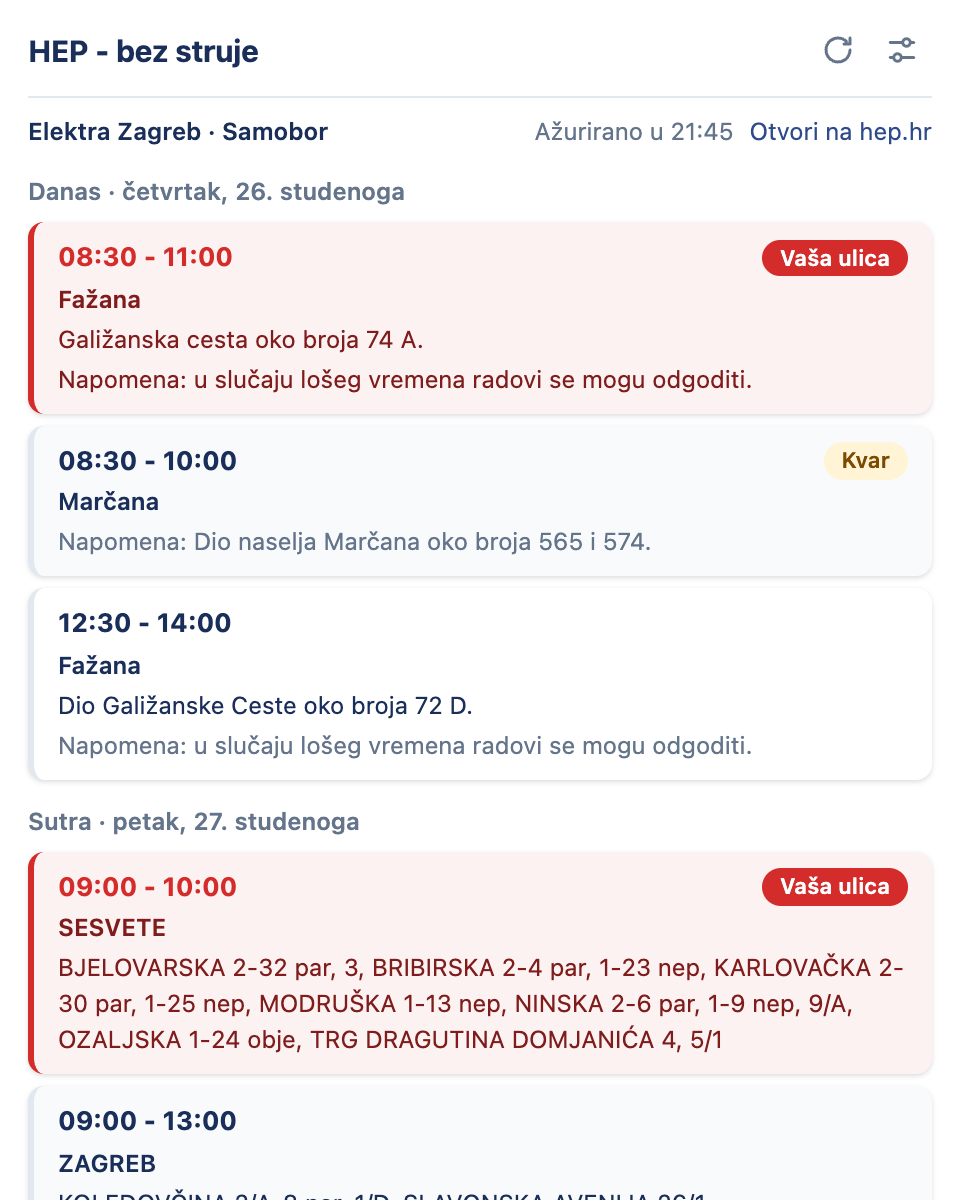 HEP - bez struje
Elektra Zagreb · Samobor
Ažurirano u 21:45 Otvori na hep.hr
Danas · četvrtak, 26. studenoga
08:30 - 11:00
Vaša ulica
Fažana
Galižanska cesta oko broja 74 A.
Napomena: u slučaju lošeg vremena radovi se mogu odgoditi.
08:30 - 10:00
Kvar
Marčana
Napomena: Dio naselja Marčana oko broja 565 i 574.
12:30 - 14:00
Fažana
Dio Galižanske Ceste oko broja 72 D.
Napomena: u slučaju lošeg vremena radovi se mogu odgoditi.
Sutra · petak, 27. studenoga
09:00 - 10:00
Vaša ulica
SESVETE
BJELOVARSKA 2-32 par, 3, BRIBIRSKA 2-4 par, 1-23 nep, KARLOVAČKA 2-
30 par, 1-25 nep, MODRUŠKA 1-13 nep, NINSKA 2-6 par, 1-9 nep, 9/A,
OZALJSKA 1-24 obje, TRG DRAGUTINA DOMJANIĆA 4, 5/1
09:00 - 13:00
ZAGREB